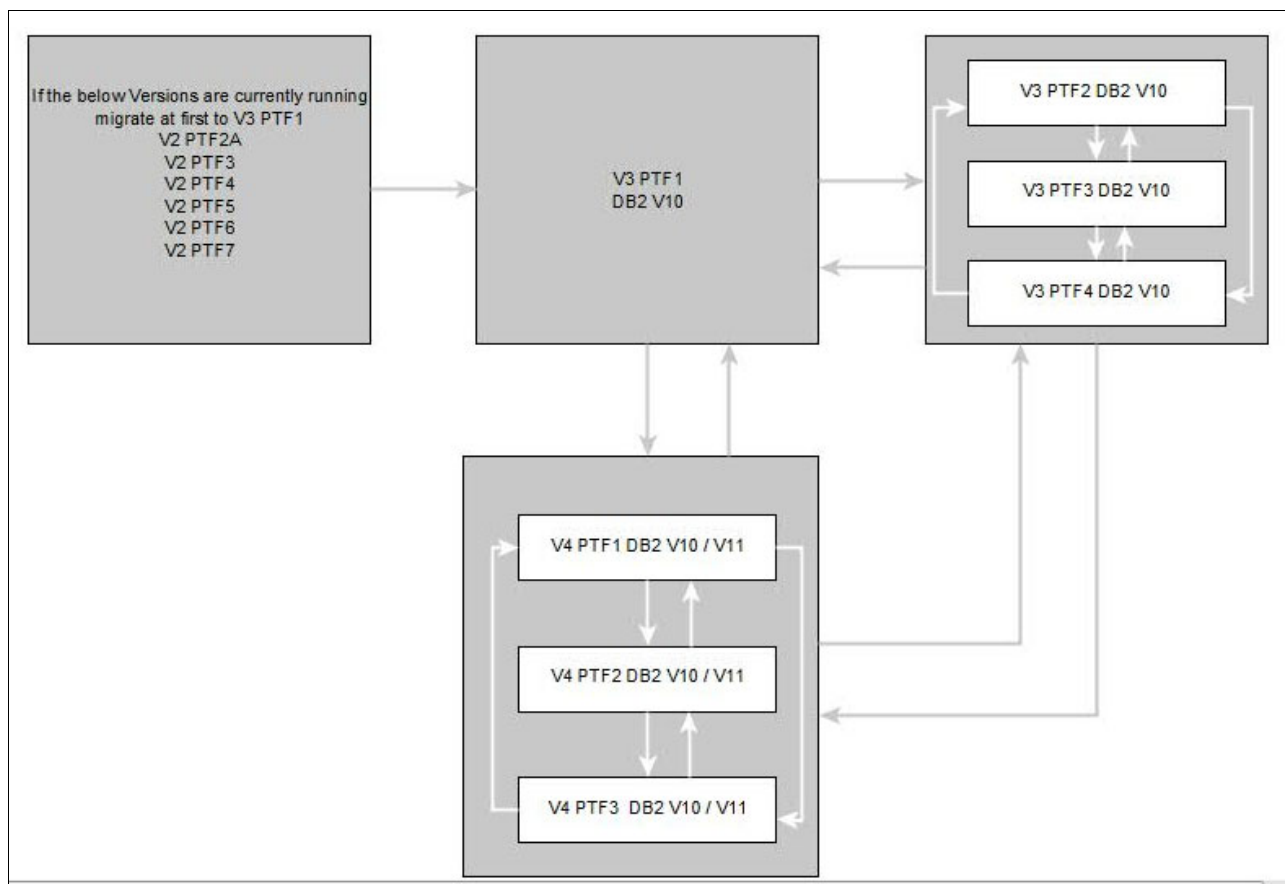 If the below Versions are currently running
migrate at first to V3 PTF1
V2 PTF2A
V2 PTF3
V2 PTF4
V2 PTF5
V2 PTF6
V2 PTF7
V3 PTF1
DB2 V10
V3 PTF2 DB2 V10
V3 PTF3 DB2 V10
V3 PTF4 DB2 V10
V4 PTF1 DB2 V10 / V11
V4 PTF2 DB2 V10 / V11
V4 PTF3 DB2 V10 / V11